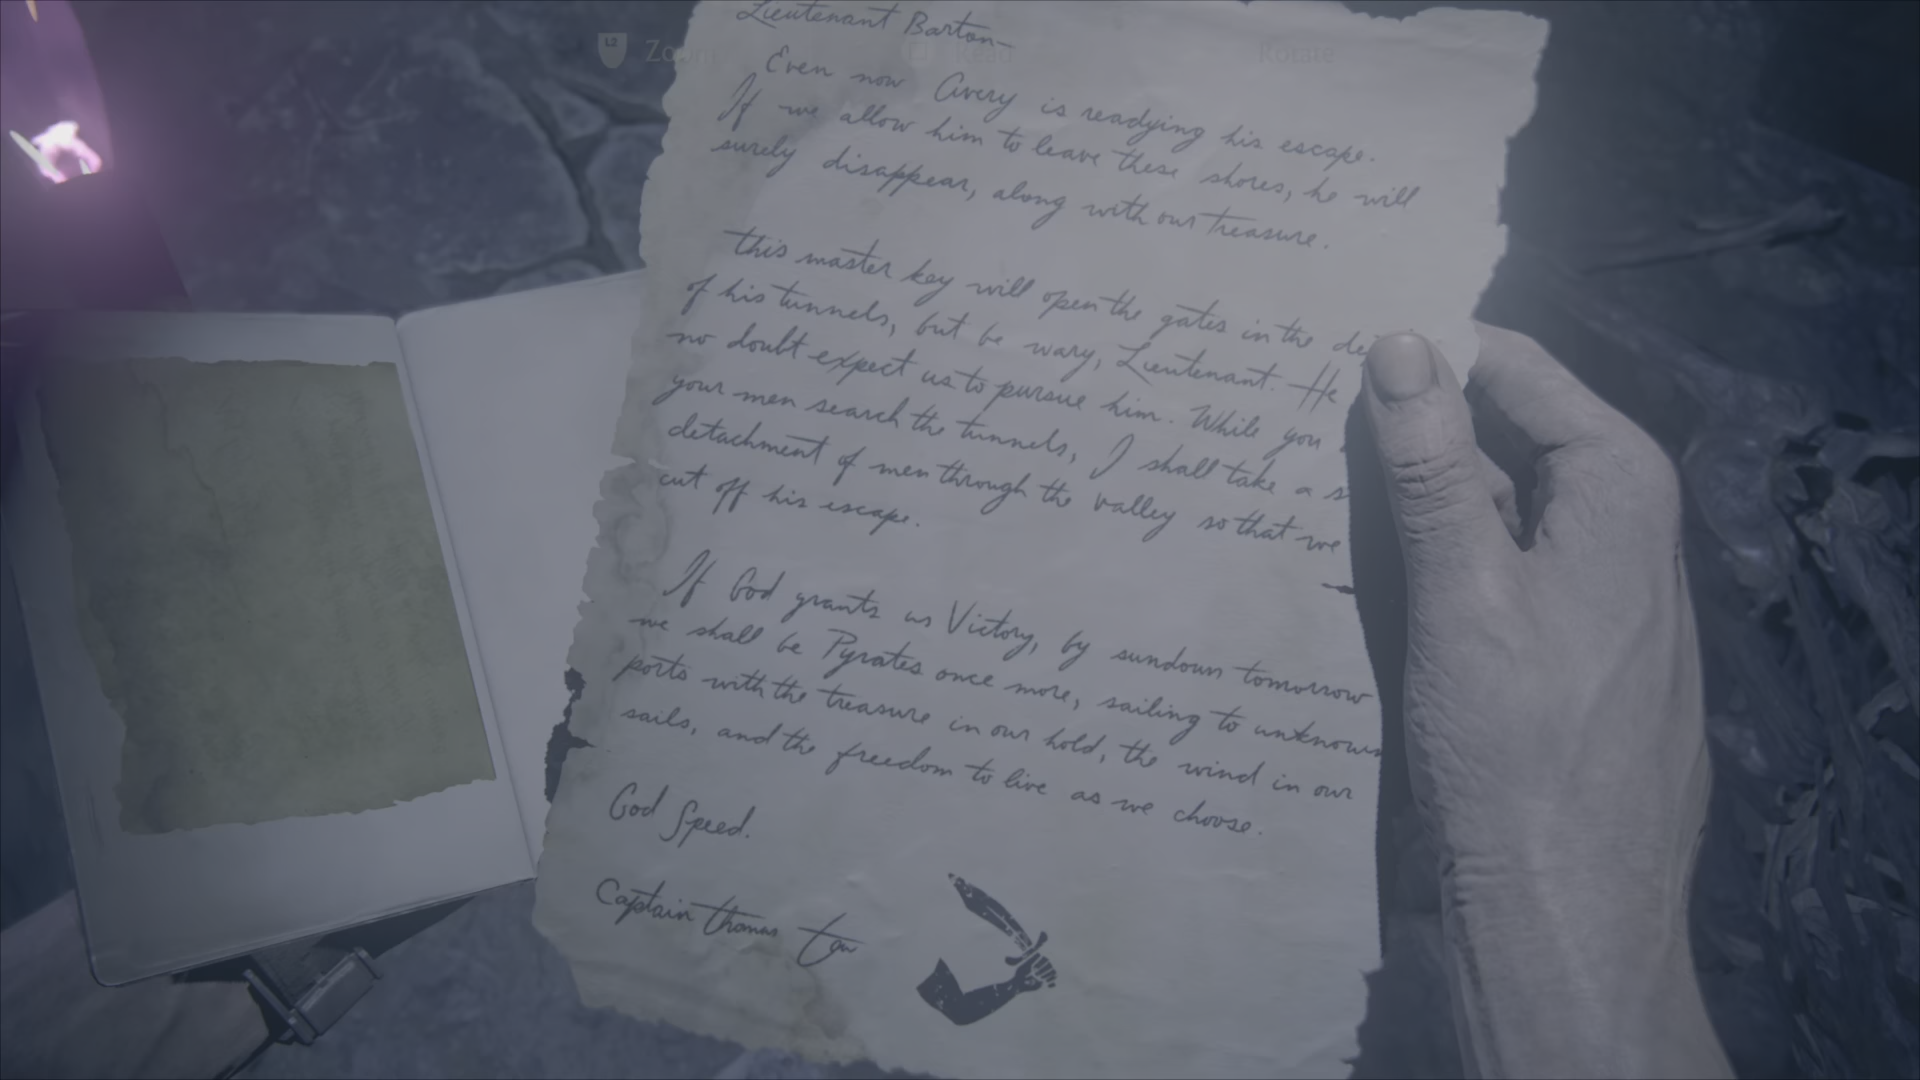 L2 Zoom Read Rotate
Lieutenant Barton—
Even now Avery is readying his escape.
If we allow him to leave these shores, he will
surely disappear, along with our treasure.
This master key will open the gates in the
of his tunnels, but be wary, Lieutenant. He
no doubt expect us to pursue him. While you
your men search the tunnels, I shall take a
detachment of men through the valley so that we
cut off his escape.
If God grants us Victory, by sundown tomorrow
we shall be Pyrates once more, sailing to unknown
ports with the treasure in our hold, the wind in our
sails, and the freedom to live as we choose.
God Speed.
Captain Thomas Tew